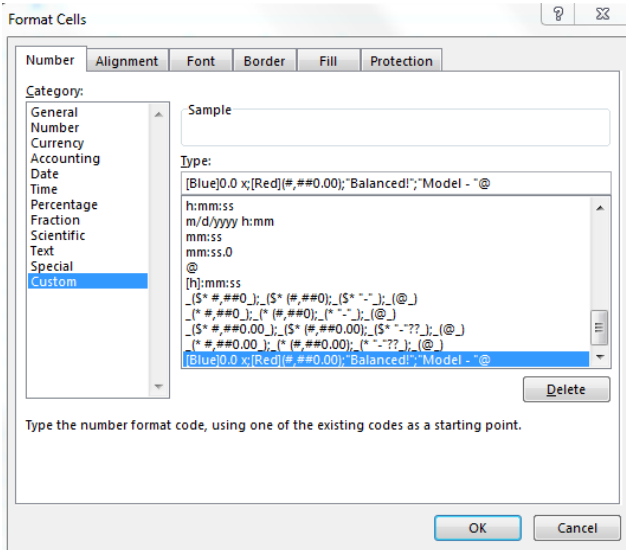 Format Cells
Number Alignment Font Border Fill Protection
Category:
General
Number
Currency
Accounting
Date
Time
Percentage
Fraction
Scientific
Text
Special
Custom
Sample
Type:
[Blue]0.0 x;[Red](#,##0.00);"Balanced!";"Model - "@
h:mm:ss
m/d/yyyy h:mm
mm:ss
mm:ss.0
@
[h]:mm:ss
_($* #,##0_);_($* (#,##0);_($* "-"_);_(@_)
_(* #,##0_);_(* (#,##0);_(* "-"_);_(@_)
_($* #,##0.00_);_($* (#,##0.00);_($* "-"??_);_(@_)
_(* #,##0.00_);_(* (#,##0.00);_(* "-"??_);_(@_)
[Blue]0.0 x;[Red](#,##0.00);"Balanced!";"Model - "@
Delete
Type the number format code, using one of the existing codes as a starting point.
OK Cancel